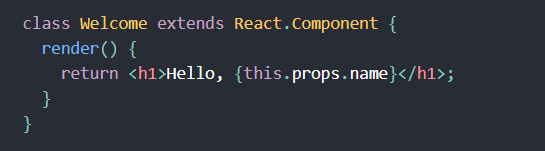 class Welcome extends React.Component {
  render() {
    return <h1>Hello, {this.props.name}</h1>;
  }
}